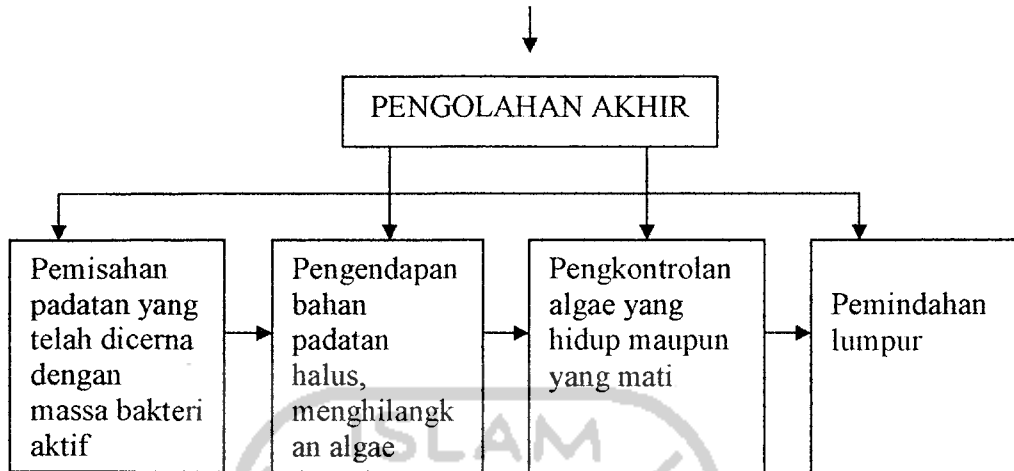 PENGOLAHAN AKHIR
Pemisahan
padatan yang
telah dicerna
dengan
massa bakteri
aktif
Pengendapan
bahan
padatan
halus,
menghilangk
an algae
Pengkontrolan
algae yang
hidup maupun
yang mati
Pemindahan
lumpur
ISLAM